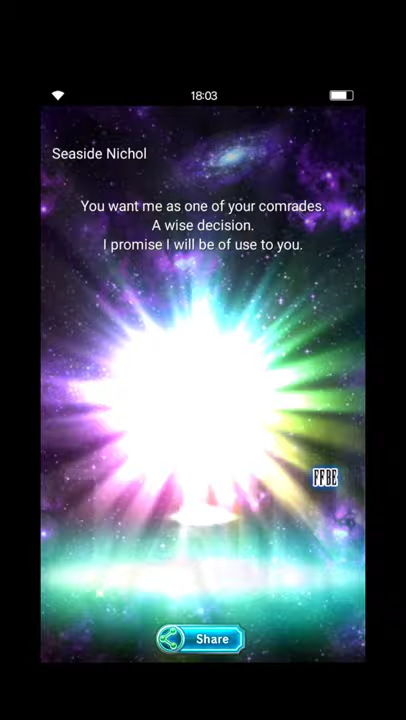 18:03
Seaside Nichol
You want me as one of your comrades.
A wise decision.
I promise I will be of use to you.
FFBE
Share